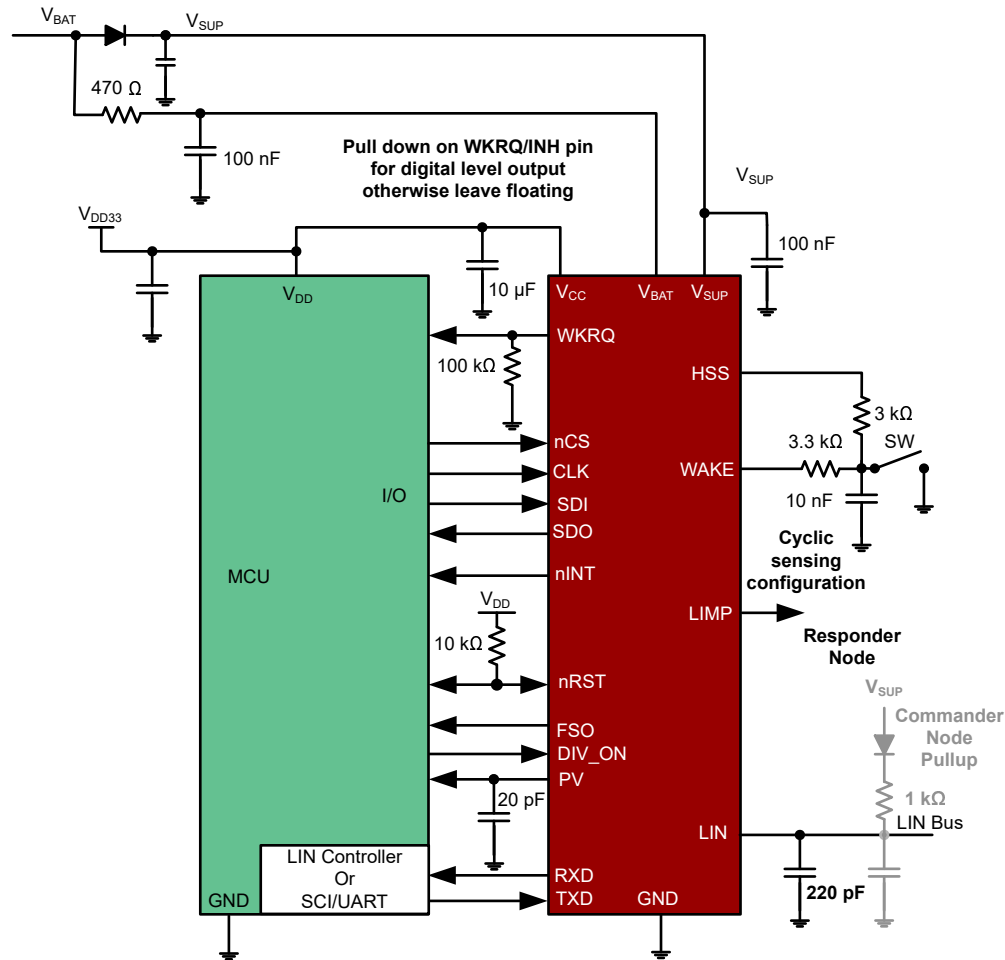 VBAT
VSUP
470 Ω
100 nF
Pull down on WKRQ/INH pin
for digital level output
otherwise leave floating
VSUP
100 nF
VDD33
10 µF
VDD
VCC
VBAT
VSUP
WKRQ
100 kΩ
HSS
3 kΩ
3.3 kΩ
SW
nCS
CLK
WAKE
I/O
SDI
10 nF
SDO
Cyclic
sensing
configuration
MCU
nINT
VDD
LIMP
10 kΩ
Responder
Node
nRST
VSUP
Commander
Node
Pullup
FSO
DIV_ON
PV
20 pF
1 kΩ
LIN
LIN Bus
LIN Controller
Or
SCI/UART
RXD
TXD
GND
GND
220 pF